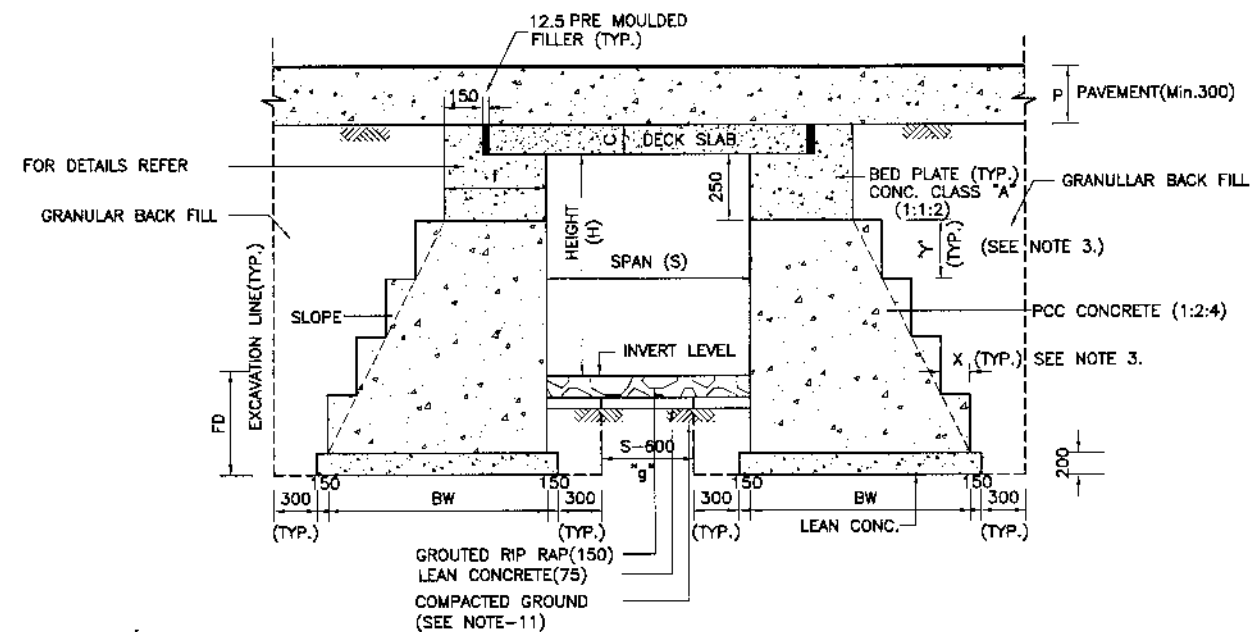 12.5 PRE MOULDED
FILLER (TYP.)
150
P
PAVEMENT(Min.300)
C
DECK SLAB
FOR DETAILS REFER
f
HEIGHT
(H)
250
BED PLATE (TYP.)
CONC. CLASS "A"
(1:1:2)
GRANULLAR BACK FILL
GRANULAR BACK FILL
"Y"
(TYP.)
(SEE NOTE 3.)
SPAN (S)
EXCAVATION LINE(TYP.)
SLOPE
PCC CONCRETE (1:2:4)
INVERT LEVEL
X (TYP.) SEE NOTE 3.
FD
S-600
"g"
200
300
(TYP.)
150
BW
150
300
(TYP.)
300
(TYP.)
150
BW
150
300
(TYP.)
LEAN CONC.
GROUTED RIP RAP(150)
LEAN CONCRETE(75)
COMPACTED GROUND
(SEE NOTE-11)